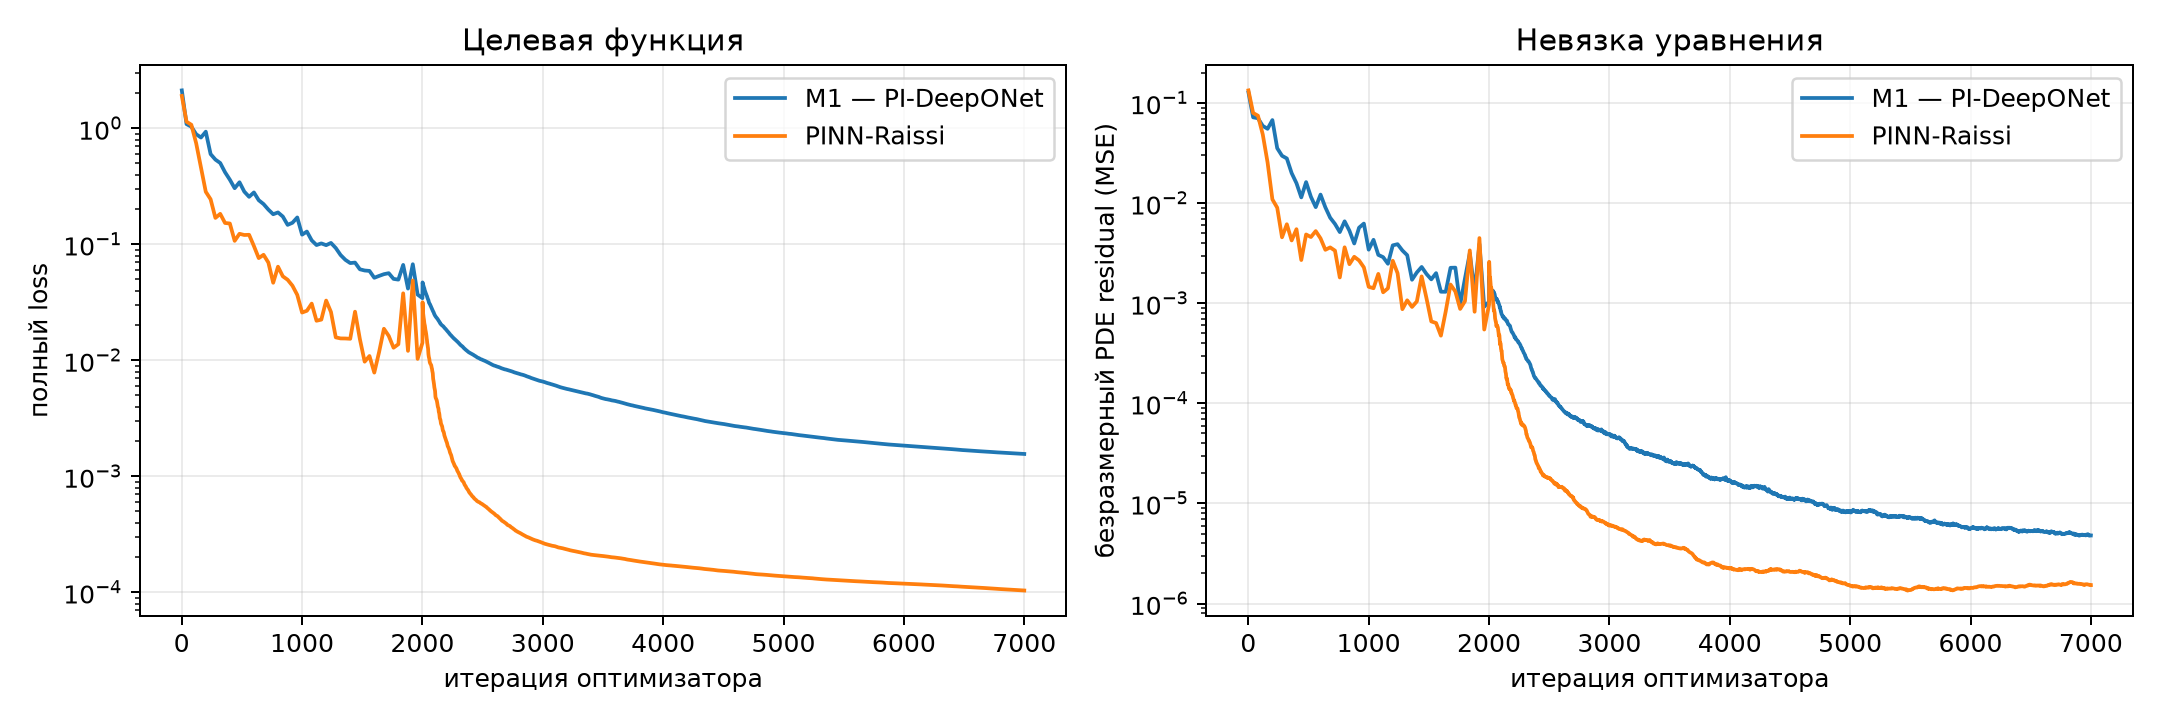 Целевая функция
полный loss
10⁰
10⁻¹
10⁻²
10⁻³
10⁻⁴
M1 — PI-DeepONet
PINN-Raissi
0 1000 2000 3000 4000 5000 6000 7000
итерация оптимизатора
Невязка уравнения
безразмерный PDE residual (MSE)
10⁻¹
10⁻²
10⁻³
10⁻⁴
10⁻⁵
10⁻⁶
M1 — PI-DeepONet
PINN-Raissi
0 1000 2000 3000 4000 5000 6000 7000
итерация оптимизатора